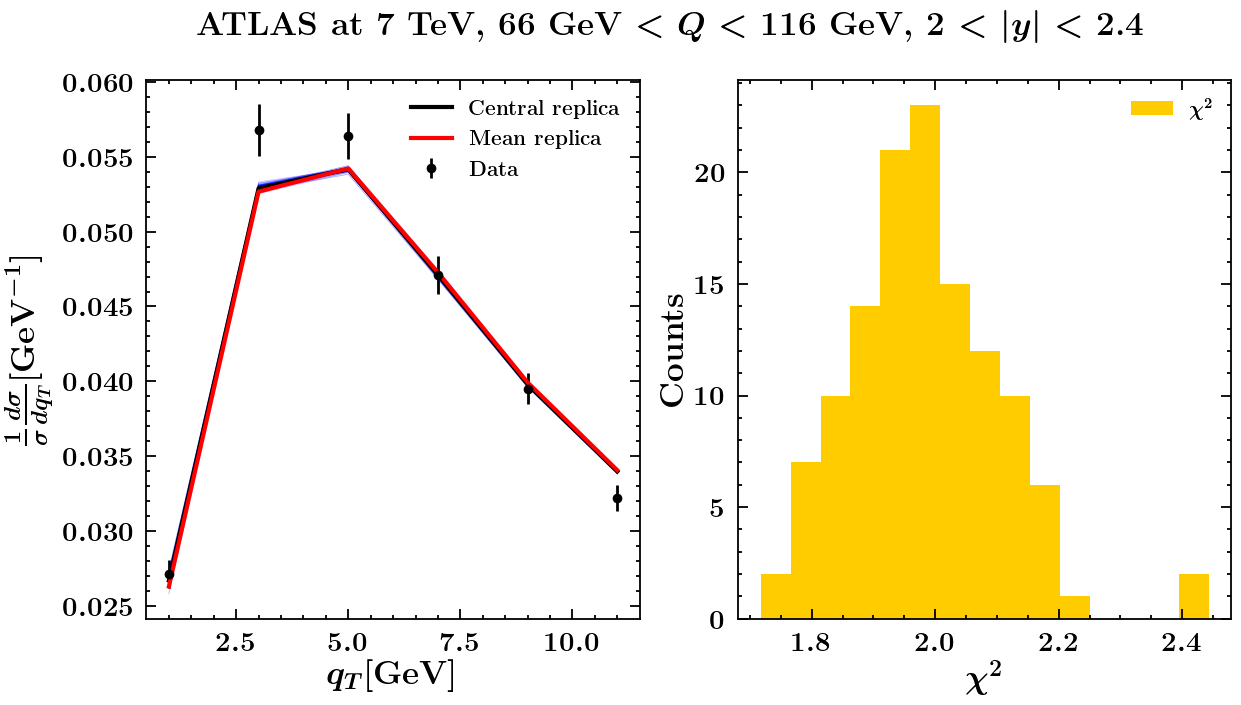 ATLAS at 7 TeV, 66 GeV < Q < 116 GeV, 2 < |y| < 2.4
0.060
0.055
0.050
0.045
0.040
0.035
0.030
0.025
1/σ dσ/dq_T [GeV⁻¹]
Central replica
Mean replica
Data
2.5 5.0 7.5 10.0
q_T[GeV]
20
15
10
5
0
Counts
χ²
1.8 2.0 2.2 2.4
χ²